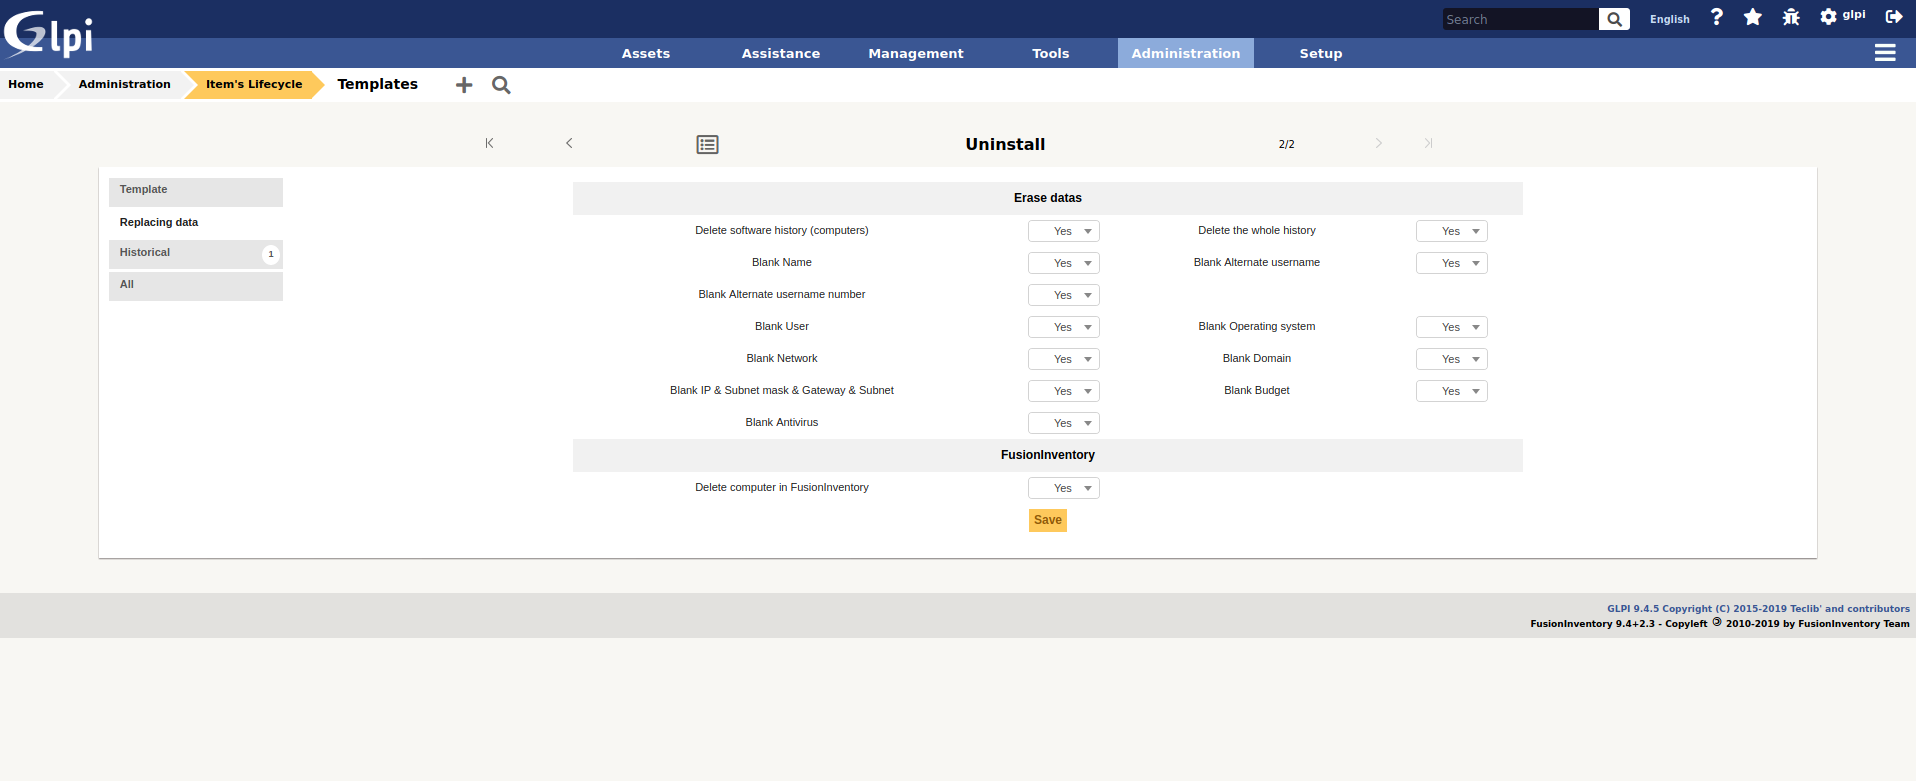 Glpi
Search
English
glpi
Assets Assistance Management Tools Administration Setup
Home Administration Item's Lifecycle Templates
Uninstall 2/2
Template
Replacing data
Historical 1
All
Erase datas
Delete software history (computers) Yes Delete the whole history Yes
Blank Name Yes Blank Alternate username Yes
Blank Alternate username number Yes
Blank User Yes Blank Operating system Yes
Blank Network Yes Blank Domain Yes
Blank IP & Subnet mask & Gateway & Subnet Yes Blank Budget Yes
Blank Antivirus Yes
FusionInventory
Delete computer in FusionInventory Yes
Save
GLPI 9.4.5 Copyright (C) 2015-2019 Teclib' and contributors
FusionInventory 9.4+2.3 - Copyleft 🄯 2010-2019 by FusionInventory Team